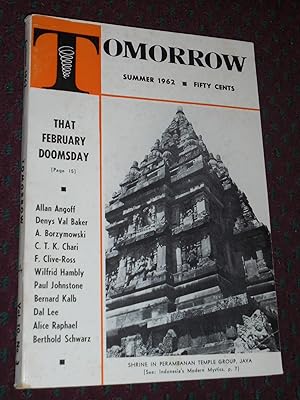 TOMORROW
SUMMER 1962 ■ FIFTY CENTS
THAT
FEBRUARY
DOOMSDAY
[Page 15]
Allan Angoff
Denys Val Baker
A. Borzymowski
C. T. K. Chari
F. Clive-Ross
Wilfrid Hambly
Paul Johnstone
Bernard Kalb
Dal Lee
Alice Raphael
Berthold Schwarz
SHRINE IN PERAMBANAN TEMPLE GROUP, JAVA
(See: Indonesia's Modern Mystics, p. 7)